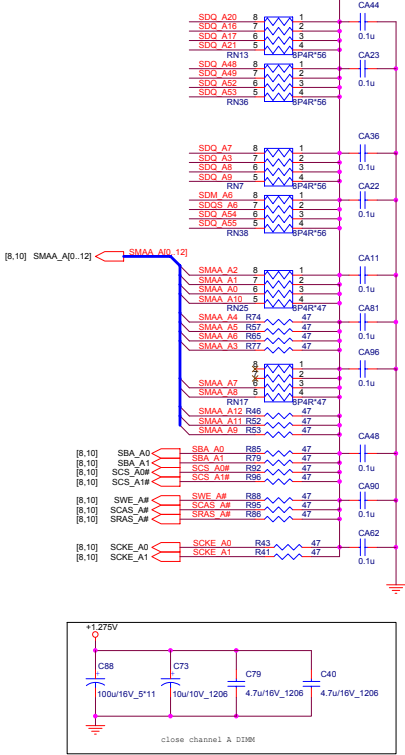 CA44
SDQ_A20 8 1
SDQ_A16 7 2
SDQ_A17 6 3 0.1u
SDQ_A21 5 4
RN13 8P4R*56
CA23
SDQ_A48 8 1
SDQ_A49 7 2
SDQ_A52 6 3 0.1u
SDQ_A53 5 4
RN36 8P4R*56
CA36
SDQ_A7 8 1
SDQ_A3 7 2
SDQ_A8 6 3 0.1u
SDQ_A9 5 4
RN7 8P4R*56
CA22
SDM_A6 8 1
SDQS_A6 7 2
SDQ_A54 6 3 0.1u
SDQ_A55 5 4
RN38 8P4R*56
[8,10] SMAA_A[0..12] SMAA_A[0..12]
CA11
SMAA_A2 8 1
SMAA_A1 7 2
SMAA_A0 6 3 0.1u
SMAA_A10 5 4
RN25 8P4R*47
CA81
SMAA_A4 R74 47
SMAA_A5 R57 47
SMAA_A6 R65 47 0.1u
SMAA_A3 R77 47
CA96
8 1
7 2
SMAA_A7 6 3 0.1u
SMAA_A8 5 4
RN17 8P4R*47
SMAA_A12 R46 47
SMAA_A11 R52 47
SMAA_A9 R53 47
CA48
[8,10] SBA_A0 SBA_A0 R85 47
[8,10] SBA_A1 SBA_A1 R79 47
[8,10] SCS_A0# SCS_A0# R92 47 0.1u
[8,10] SCS_A1# SCS_A1# R96 47
CA90
[8,10] SWE_A# SWE_A# R88 47
[8,10] SCAS_A# SCAS_A# R95 47
[8,10] SRAS_A# SRAS_A# R86 47 0.1u
CA62
[8,10] SCKE_A0 SCKE_A0 R43 47
[8,10] SCKE_A1 SCKE_A1 R41 47
0.1u
+1.275V
C88 C73 C79 C40
100u/16V_5*11 10u/10V_1206 4.7u/16V_1206 4.7u/16V_1206
close channel A DIMM